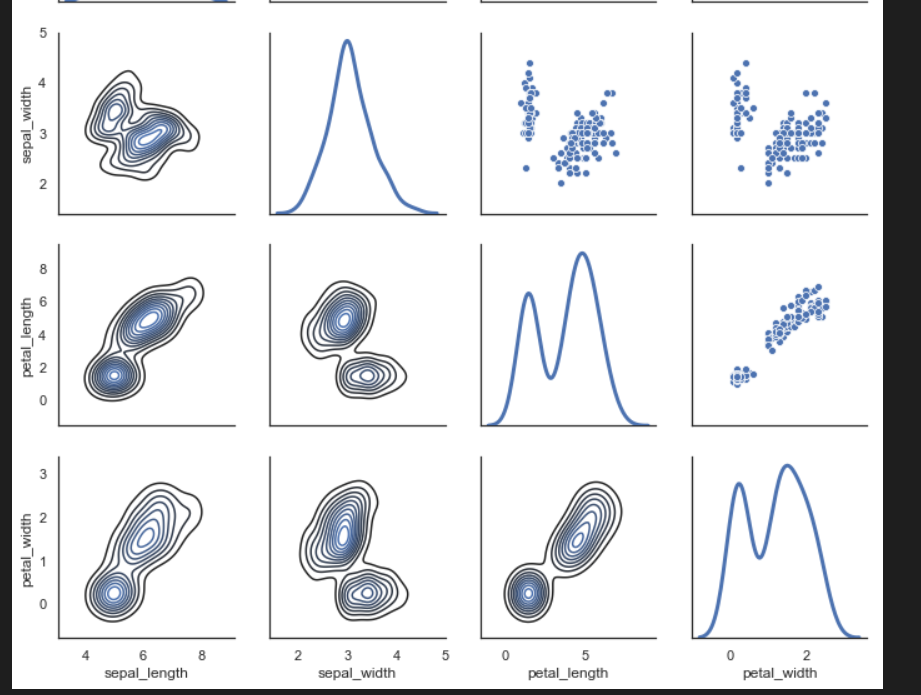 5
4
3
2
sepal_width
8
6
4
2
0
petal_length
3
2
1
0
petal_width
4 6 8
sepal_length
2 3 4 5
sepal_width
0 5
petal_length
0 2
petal_width